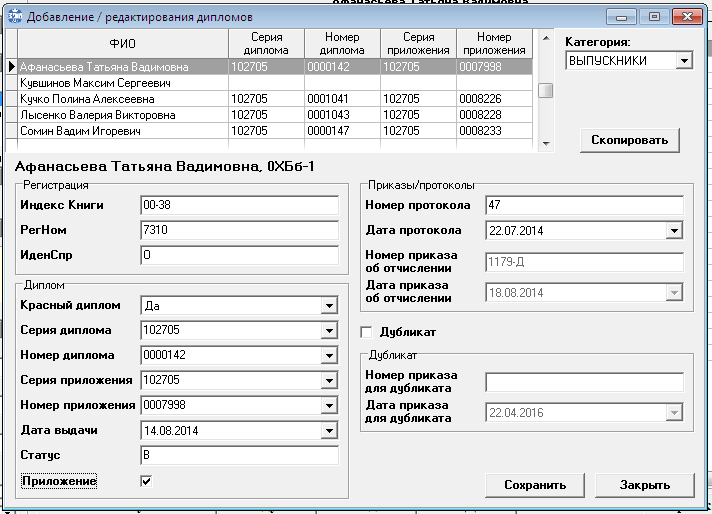 Афанасьева Татьяна Вадимовна
Добавление / редактирования дипломов
ФИО Серия диплома Номер диплома Серия приложения Номер приложения
Афанасьева Татьяна Вадимовна 102705 0000142 102705 0007998
Кувшинов Максим Сергеевич
Кучко Полина Алексеевна 102705 0001041 102705 0008226
Лысенко Валерия Викторовна 102705 0001043 102705 0008228
Сомин Вадим Игоревич 102705 0000147 102705 0008233
Категория:
ВЫПУСКНИКИ
Скопировать
Афанасьева Татьяна Вадимовна, 0ХБб-1
Регистрация
Индекс Книги 00-38
РегНом 7310
ИденСпр О
Диплом
Красный диплом Да
Серия диплома 102705
Номер диплома 0000142
Серия приложения 102705
Номер приложения 0007998
Дата выдачи 14.08.2014
Статус В
Приложение
Приказы/протоколы
Номер протокола 47
Дата протокола 22.07.2014
Номер приказа
об отчислении 1179-Д
Дата приказа
об отчислении 18.08.2014
Дубликат
Дубликат
Номер приказа
для дубликата
Дата приказа
для дубликата 22.04.2016
Сохранить Закрыть